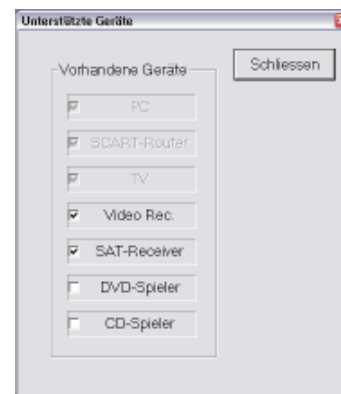 Unterstützte Geräte
Vorhandene Geräte
Schliessen
PC
SCART-Router
TV
Video Rec.
SAT-Receiver
DVD-Spieler
CD-Spieler